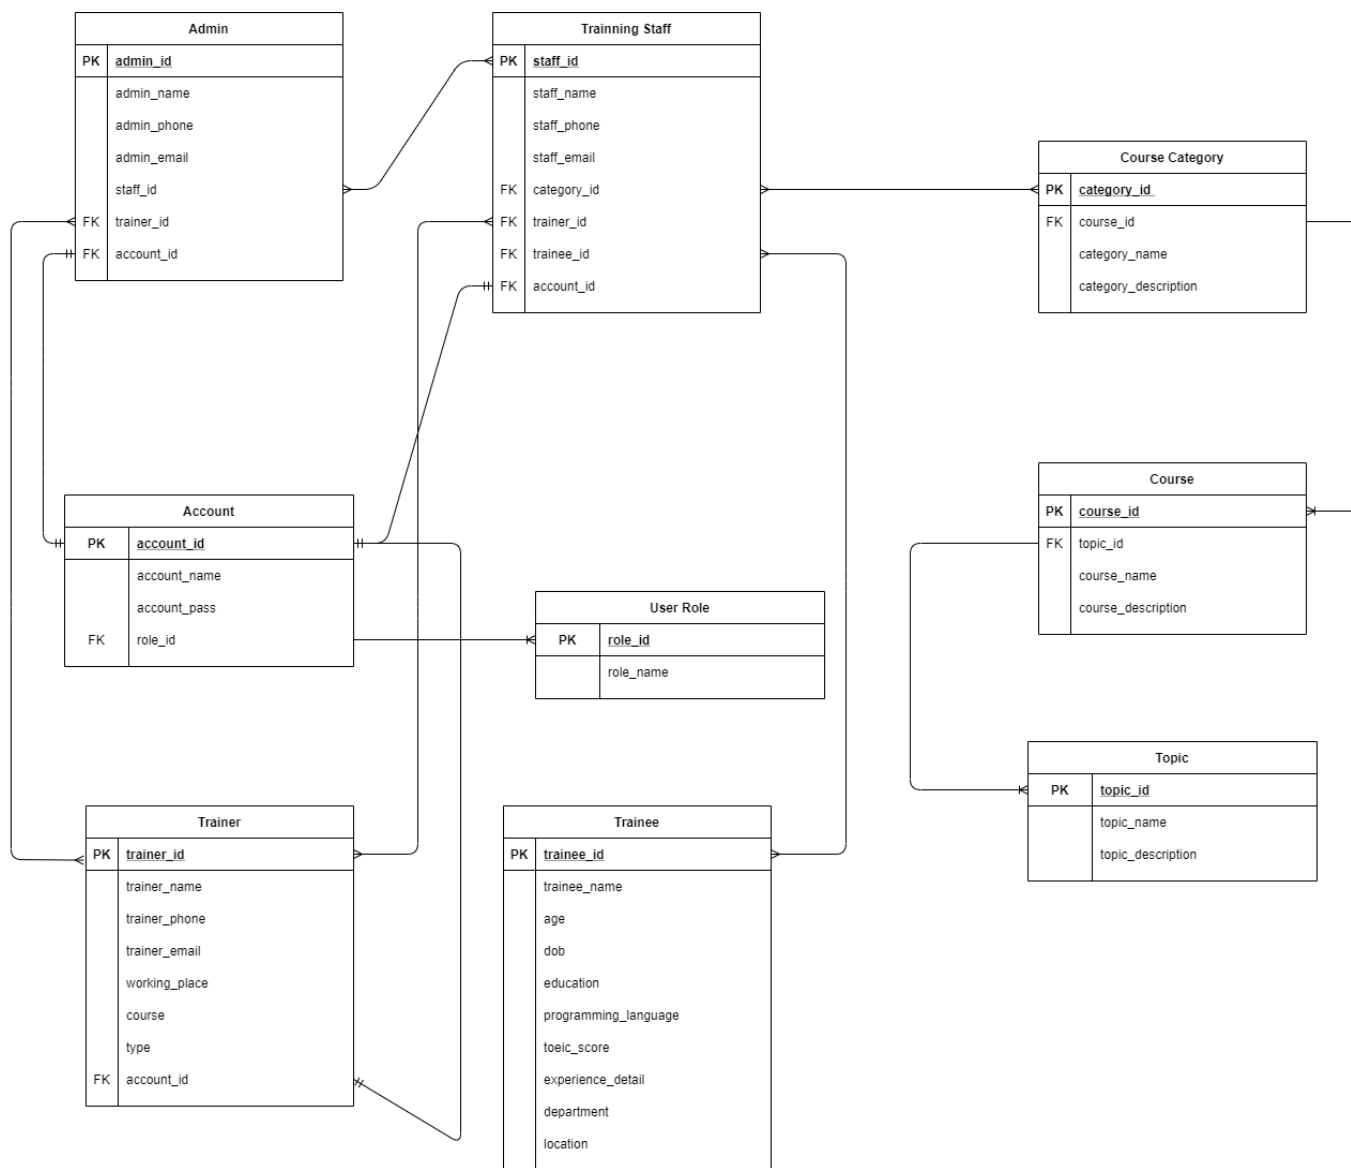 Admin
PK admin_id
admin_name
admin_phone
admin_email
staff_id
FK trainer_id
FK account_id
Trainning Staff
PK staff_id
staff_name
staff_phone
staff_email
FK category_id
FK trainer_id
FK trainee_id
FK account_id
Course Category
PK category_id
FK course_id
category_name
category_description
Account
PK account_id
account_name
account_pass
FK role_id
User Role
PK role_id
role_name
Course
PK course_id
FK topic_id
course_name
course_description
Topic
PK topic_id
topic_name
topic_description
Trainer
PK trainer_id
trainer_name
trainer_phone
trainer_email
working_place
course
type
FK account_id
Trainee
PK trainee_id
trainee_name
age
dob
education
programming_language
toeic_score
experience_detail
department
location